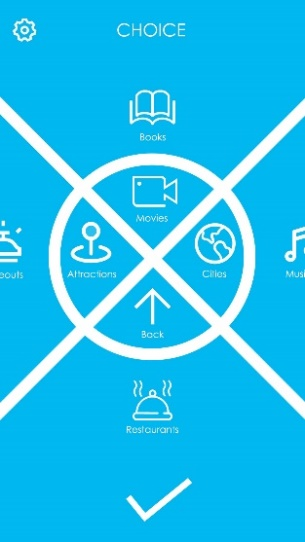 CHOICE
Books
Movies
Attractions
Cities
Back
Restaurants